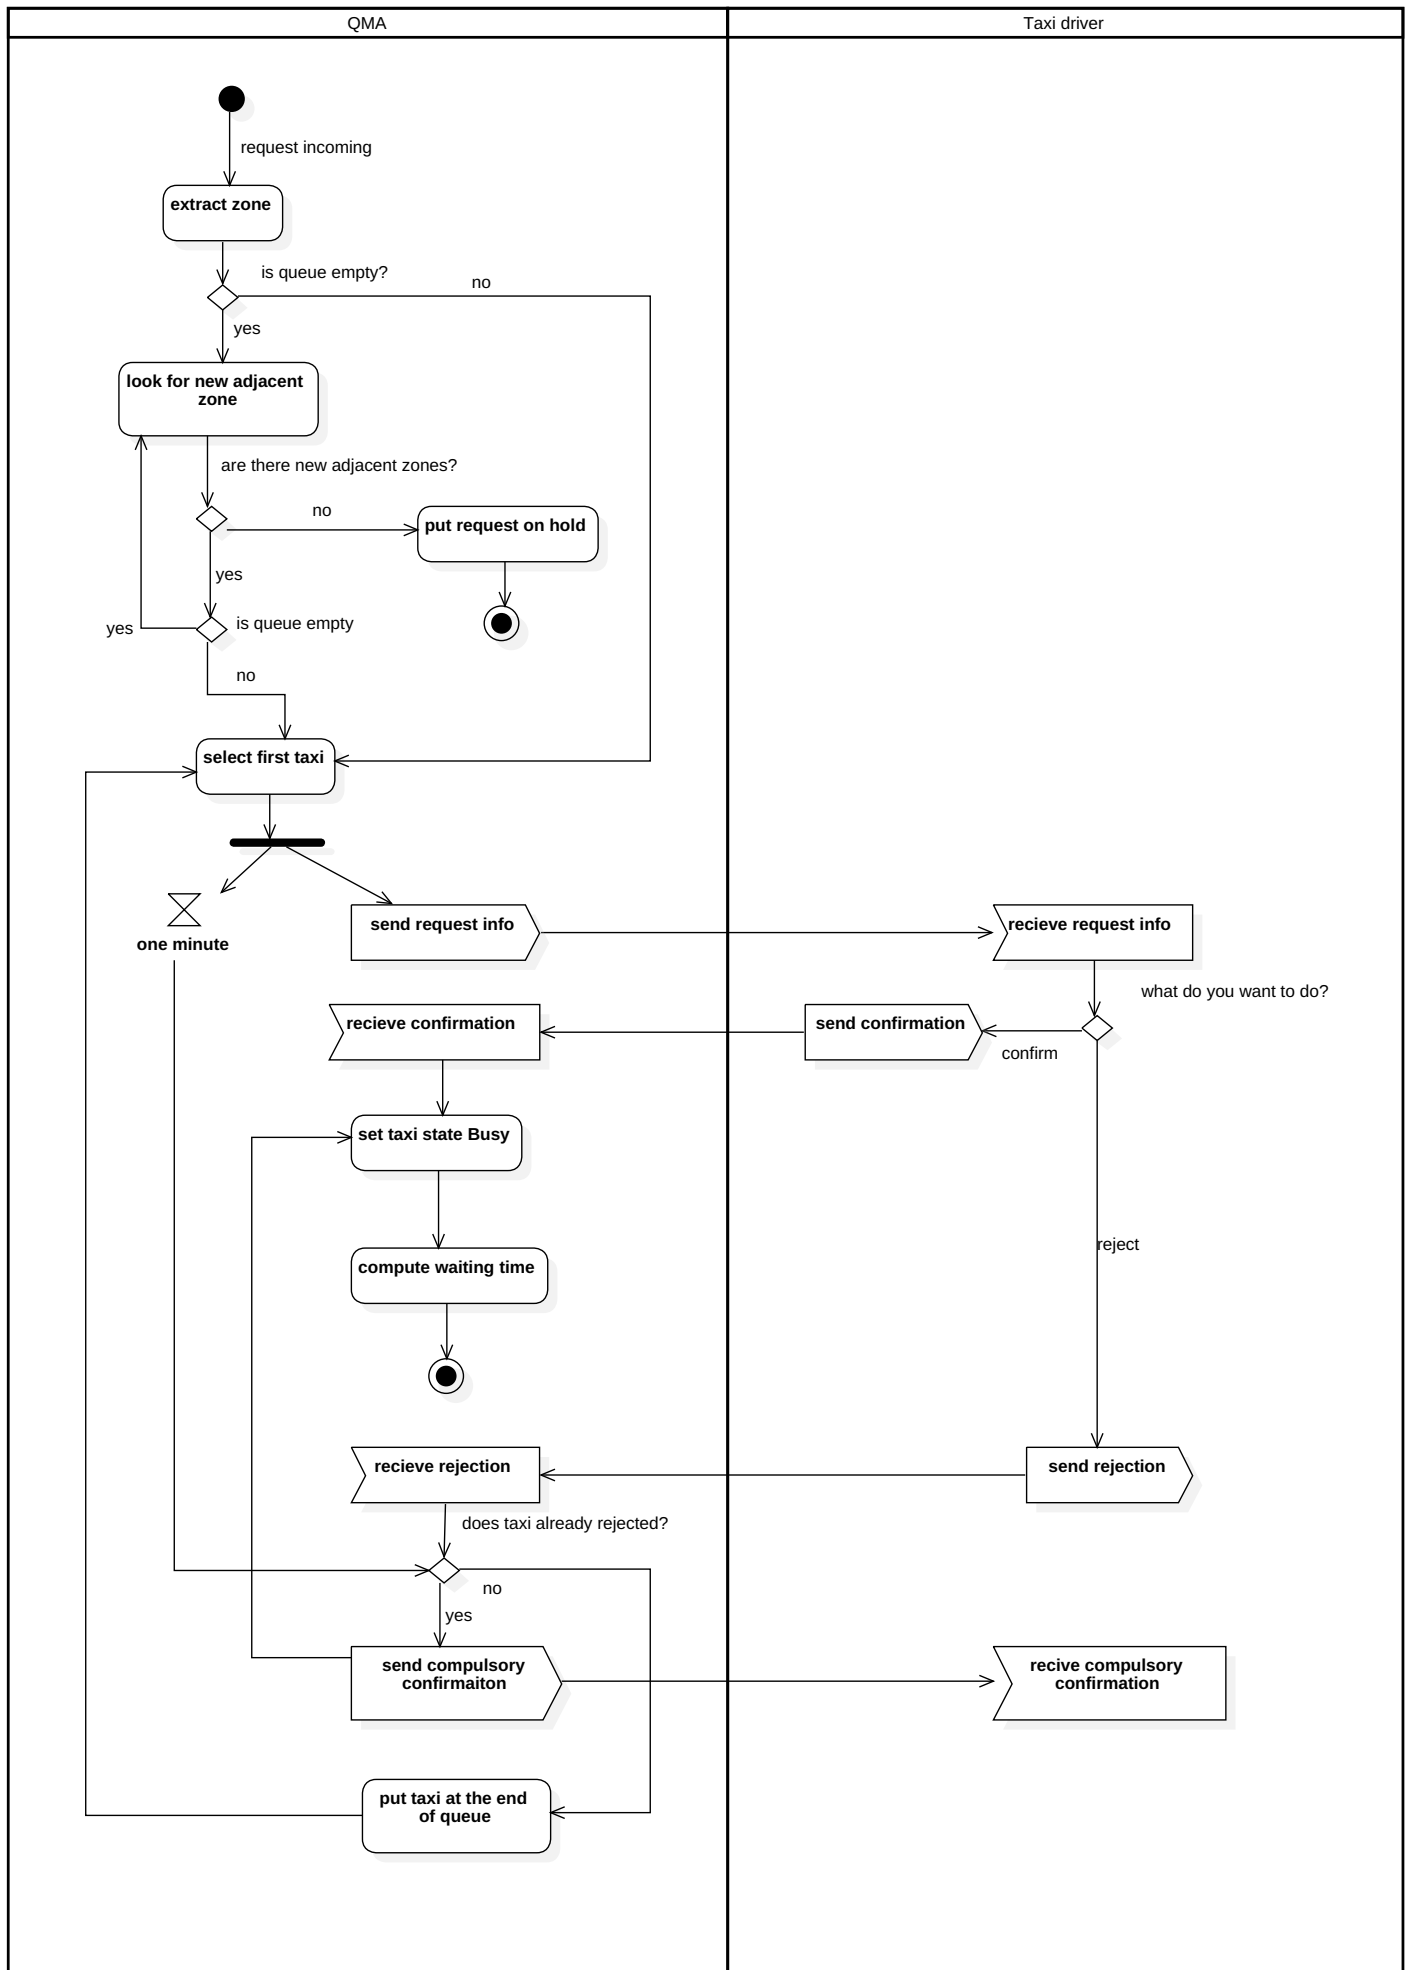 QMA
Taxi driver
request incoming
extract zone
is queue empty?
no
yes
look for new adjacent
zone
are there new adjacent zones?
no
put request on hold
yes
is queue empty
yes
no
select first taxi
one minute
send request info
recieve request info
what do you want to do?
recieve confirmation
send confirmation
confirm
set taxi state Busy
reject
compute waiting time
recieve rejection
send rejection
does taxi already rejected?
no
yes
send compulsory
confirmaiton
recive compulsory
confirmation
put taxi at the end
of queue